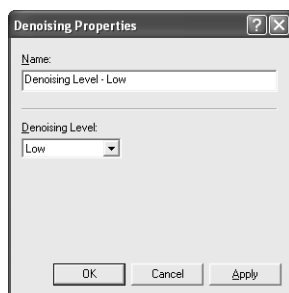 Denoising Properties
Name:
Denoising Level - Low
Denoising Level:
Low
OK Cancel Apply